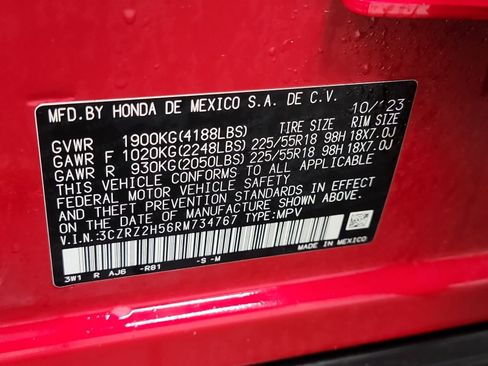 MFD.BY HONDA DE MEXICO S.A. DE C.V. 10/'23
TIRE SIZE RIM SIZE
GVWR 1900KG(4188LBS)
GAWR F 1020KG(2248LBS) 225/55R18 98H 18X7.0J
GAWR R 930KG(2050LBS) 225/55R18 98H 18X7.0J
THIS VEHICLE CONFORMS TO ALL APPLICABLE
FEDERAL MOTOR VEHICLE SAFETY
AND THEFT PREVENTION STANDARDS IN EFFECT
ON THE DATE OF MANUFACTURE SHOWN ABOVE.
V.I.N.:3CZRZ2H56RM734767 TYPE:MPV
MADE IN MEXICO
3W1 R AJ6 -R81 -S -M